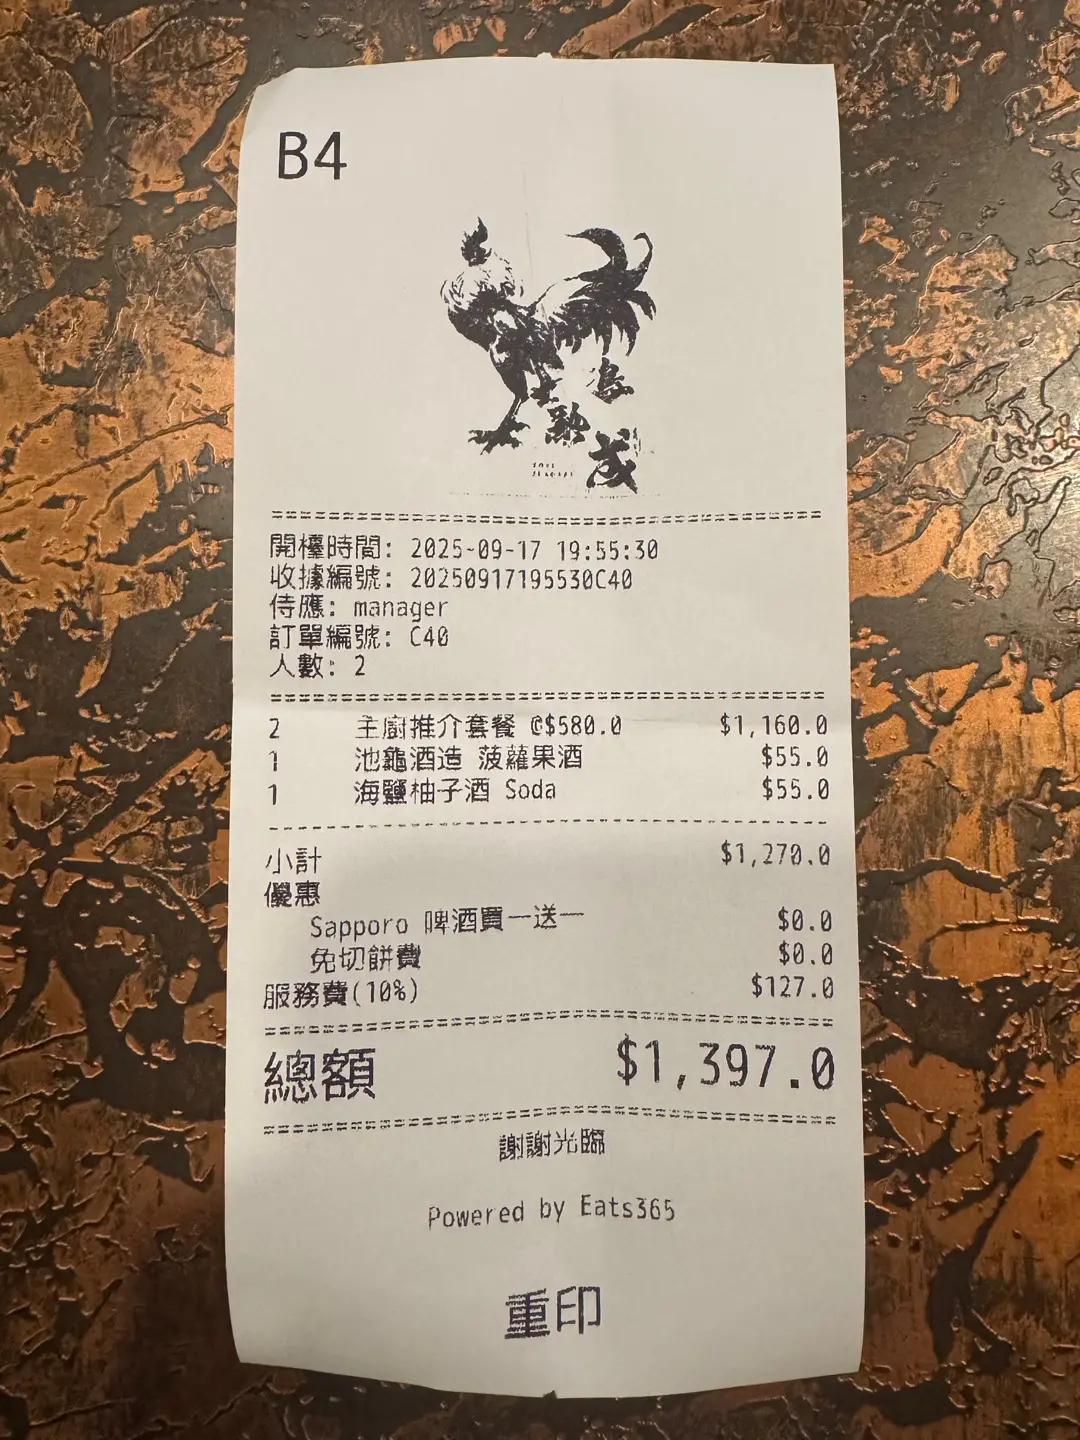 B4
鳥
熟
成
開檯時間: 2025-09-17 19:55:30
收據編號: 20250917195530C40
侍應: manager
訂單編號: C40
人數: 2
2 主廚推介套餐 @$580.0 $1,160.0
1 池龜酒造 菠蘿果酒 $55.0
1 海鹽柚子酒 Soda $55.0
小計 $1,270.0
優惠
Sapporo 啤酒買一送一 $0.0
免切餅費 $0.0
服務費(10%) $127.0
總額 $1,397.0
謝謝光臨
Powered by Eats365
重印